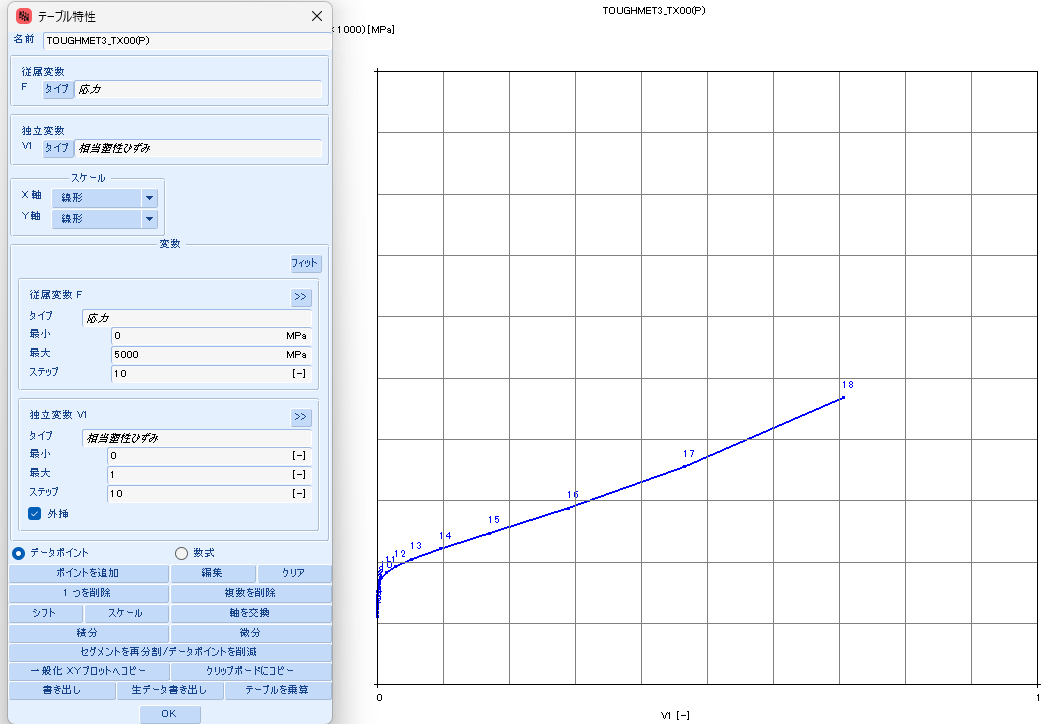 テーブル特性
名前 TOUGHMET3_TX00(P)
従属変数
F タイプ 応力
独立変数
V1 タイプ 相当塑性ひずみ
スケール
X 軸 線形
Y軸 線形
変数
フィット
従属変数 F >>
タイプ 応力
最小 0 MPa
最大 5000 MPa
ステップ 10 [-]
独立変数 V1 >>
タイプ 相当塑性ひずみ
最小 0 [-]
最大 1 [-]
ステップ 10 [-]
外挿
データポイント 数式
ポイントを追加 編集 クリア
1 つを削除 複数を削除
シフト スケール 軸を交換
積分 微分
セグメントを再分割/データポイントを削減
一般化 XYプロットへコピー クリップボードにコピー
書き出し 生データ書き出し テーブルを乗算
OK
TOUGHMET3_TX00(P)
1000)[MPa]
18
17
16
15
14
13
12
11
0 1
V1 [-]